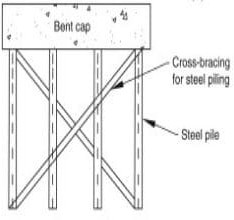 Bent cap
Cross-bracing
for steel piling
Steel pile